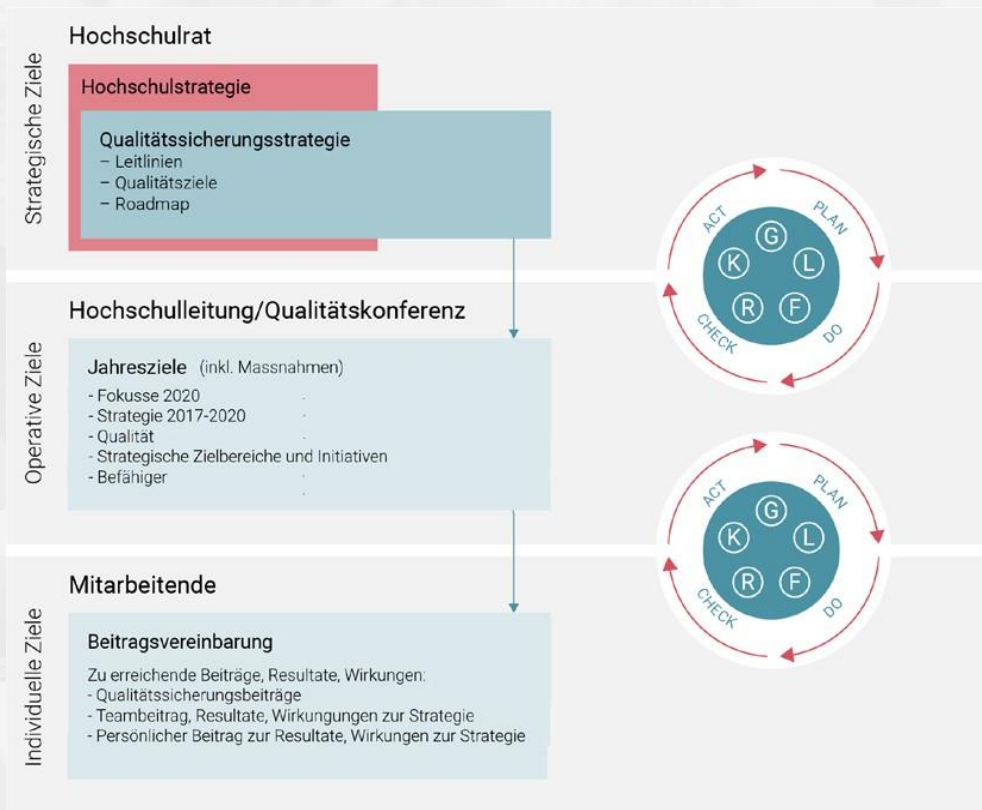 Strategische Ziele
Hochschulrat
Hochschulstrategie
Qualitätssicherungsstrategie
– Leitlinien
– Qualitätsziele
– Roadmap
ACT
PLAN
G
K
L
R
F
CHECK
DO
Operative Ziele
Hochschulleitung/Qualitätskonferenz
Jahresziele (inkl. Massnahmen)
- Fokusse 2020
- Strategie 2017-2020
- Qualität
- Strategische Zielbereiche und Initiativen
- Befähiger
ACT
PLAN
G
K
L
R
F
CHECK
DO
Individuelle Ziele
Mitarbeitende
Beitragsvereinbarung
Zu erreichende Beiträge, Resultate, Wirkungen:
- Qualitätssicherungsbeiträge
- Teambeitrag, Resultate, Wirkungungen zur Strategie
- Persönlicher Beitrag zur Resultate, Wirkungen zur Strategie